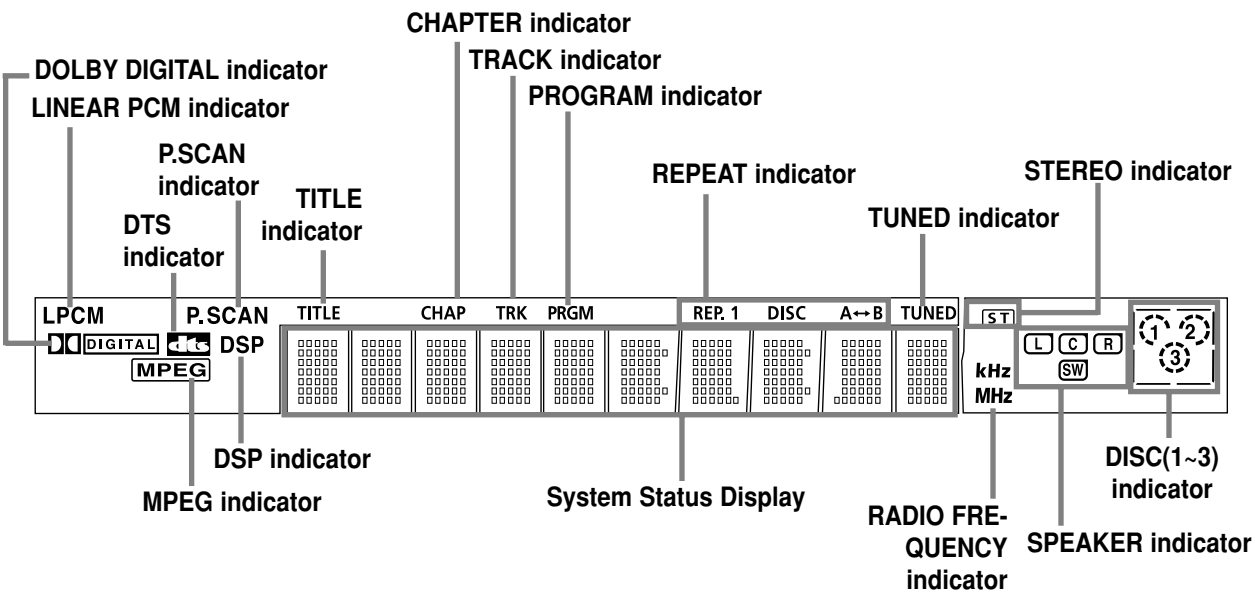 CHAPTER indicator
TRACK indicator
DOLBY DIGITAL indicator
PROGRAM indicator
LINEAR PCM indicator
P.SCAN
indicator
REPEAT indicator
STEREO indicator
TITLE
indicator
TUNED indicator
DTS
indicator
LPCM P.SCAN TITLE CHAP TRK PRGM REP. 1 DISC A↔B TUNED ST
DIGITAL dts DSP L C R 1 2
MPEG kHz SW 3
MHz
DSP indicator
DISC(1~3)
indicator
MPEG indicator
System Status Display
RADIO FRE-
QUENCY
indicator
SPEAKER indicator